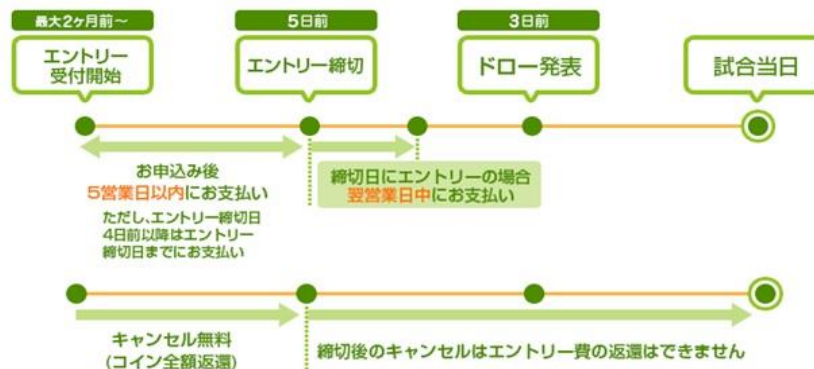 最大2ヶ月前~
5日前
3日前
エントリー
受付開始
エントリー締切
ドロー発表
試合当日
お申込み後
5営業日以内にお支払い
ただし、エントリー締切日
4日前以降はエントリー
締切日までにお支払い
締切日にエントリーの場合
翌営業日中にお支払い
キャンセル無料
(コイン全額返還)
締切後のキャンセルはエントリー費の返還はできません